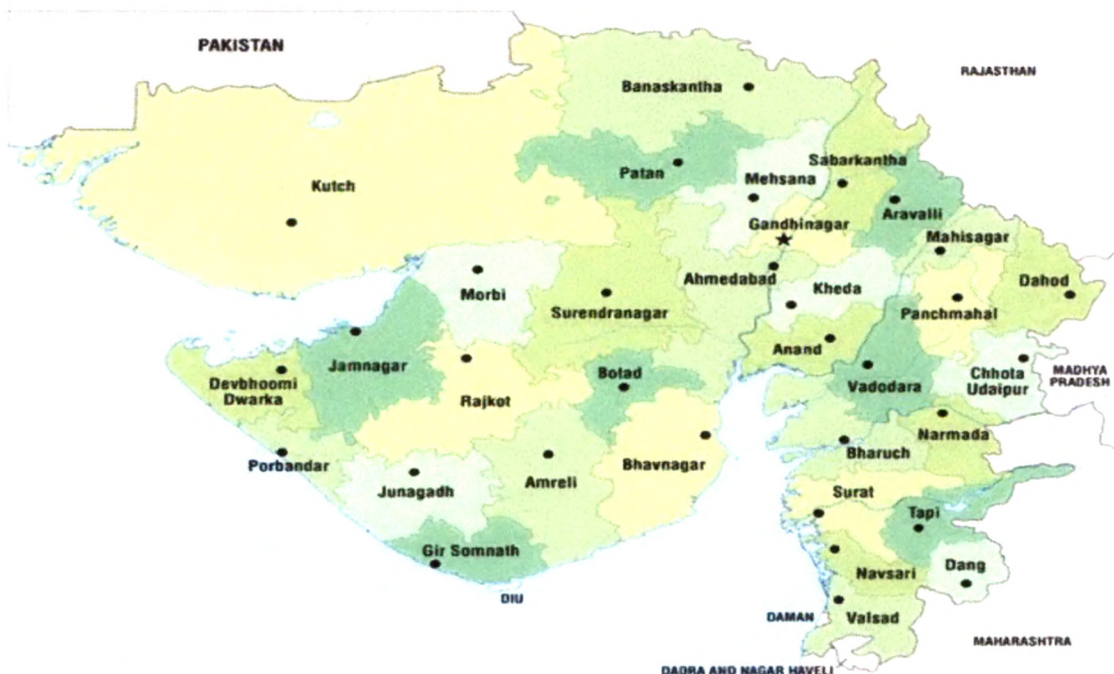 PAKISTAN
RAJASTHAN
Banaskantha
Sabarkantha
Patan
Mehsana
Kutch
Aravalli
Gandhinagar
Mahisagar
Ahmedabad
Kheda
Dahod
Morbi
Surendranagar
Panchmahal
Anand
Jamnagar
Botad
Chhota
Udaipur
MADHYA
PRADESH
Devbhoomi
Dwarka
Vadodara
Rajkot
Narmada
Bharuch
Porbandar
Bhavnagar
Junagadh
Amreli
Surat
Tapi
Gir Somnath
Dang
Navsari
DIU
DAMAN
Valsad
MAHARASHTRA
DADRA AND NAGAR HAVELI